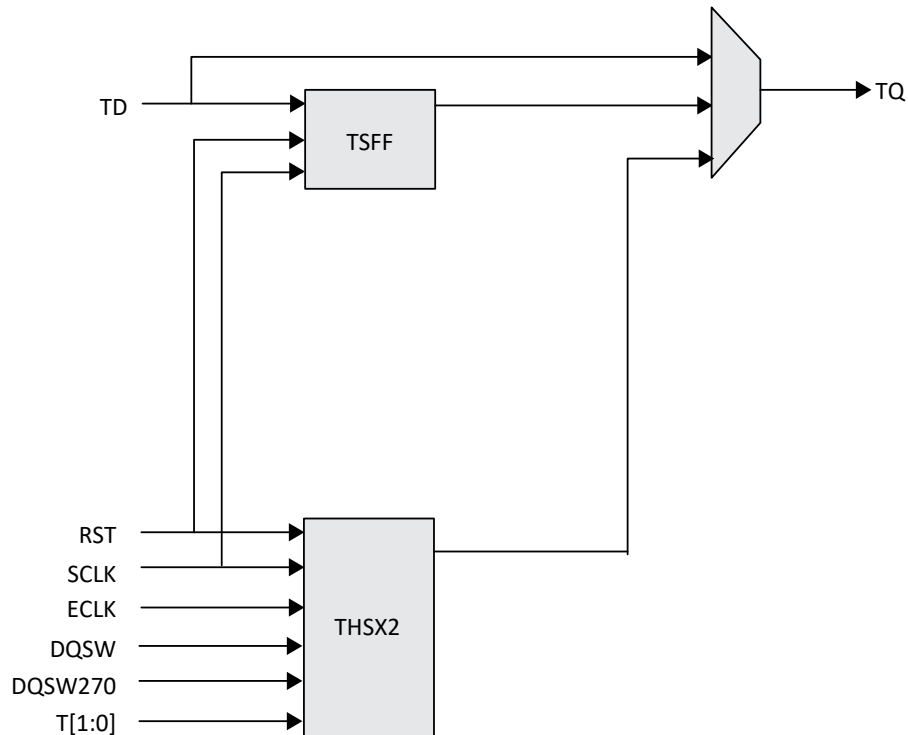 TD
TSFF
TQ
RST
SCLK
ECLK
DQSW
DQSW270
T[1:0]
THSX2